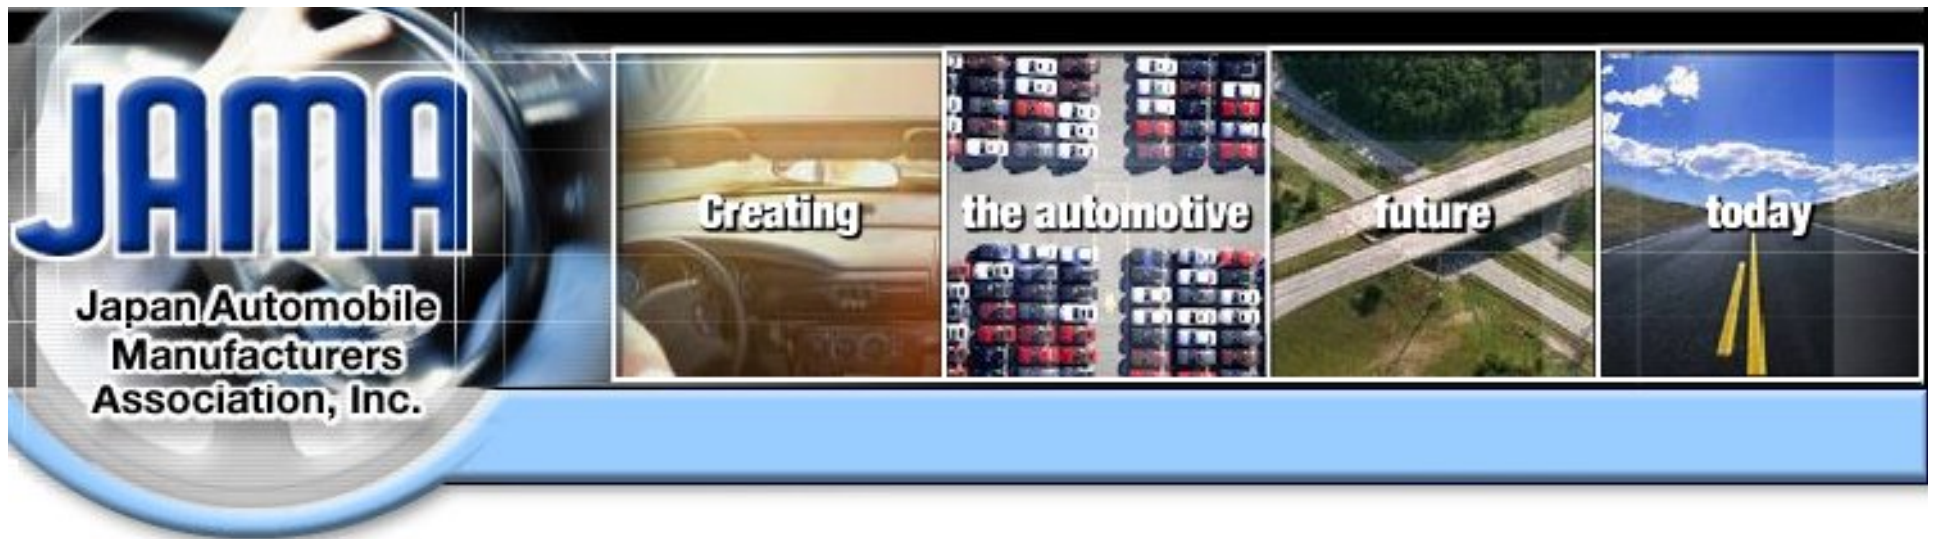 JAMA
Japan Automobile
Manufacturers
Association, Inc.
Creating the automotive future today